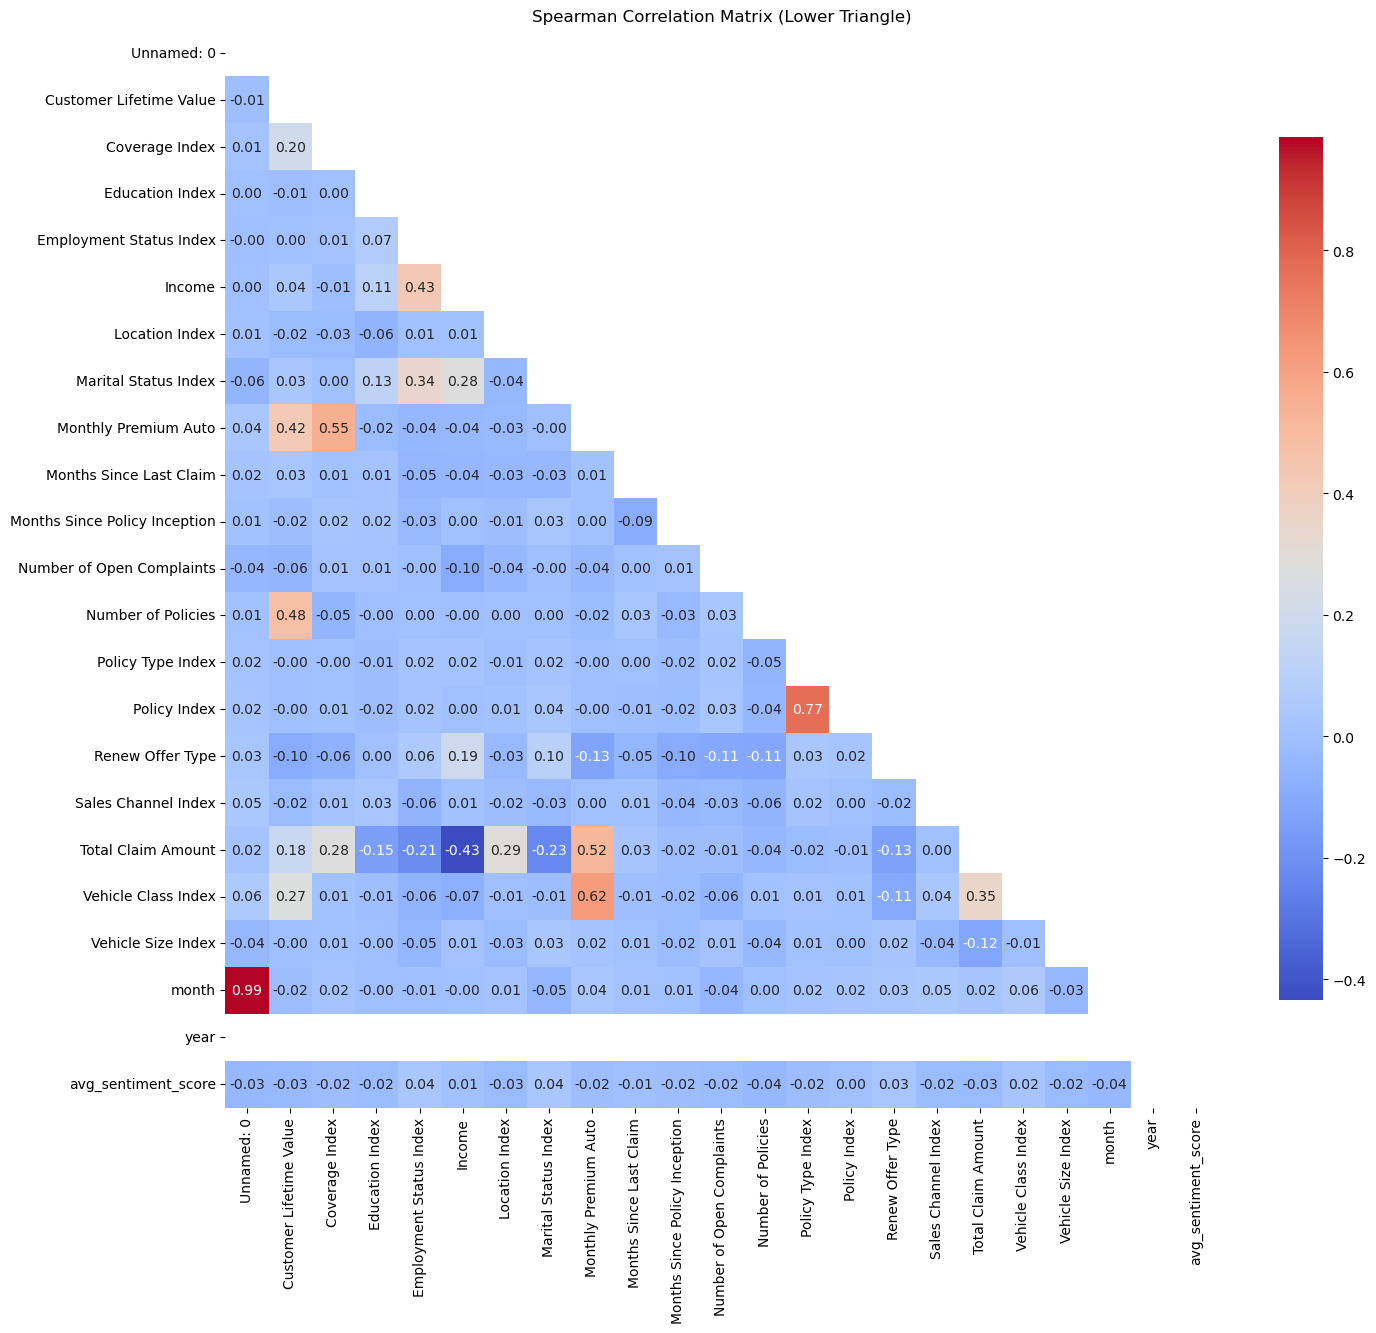 Spearman Correlation Matrix (Lower Triangle)
Unnamed: 0
Customer Lifetime Value -0.01
Coverage Index 0.01 0.20
Education Index 0.00 -0.01 0.00
Employment Status Index -0.00 0.00 0.01 0.07
Income 0.00 0.04 -0.01 0.11 0.43
Location Index 0.01 -0.02 -0.03 -0.06 0.01 0.01
Marital Status Index -0.06 0.03 0.00 0.13 0.34 0.28 -0.04
Monthly Premium Auto 0.04 0.42 0.55 -0.02 -0.04 -0.04 -0.03 -0.00
Months Since Last Claim 0.02 0.03 0.01 0.01 -0.05 -0.04 -0.03 -0.03 0.01
Months Since Policy Inception 0.01 -0.02 0.02 0.02 -0.03 0.00 -0.01 0.03 0.00 -0.09
Number of Open Complaints -0.04 -0.06 0.01 0.01 -0.00 -0.10 -0.04 -0.00 -0.04 0.00 0.01
Number of Policies 0.01 0.48 -0.05 -0.00 -0.00 -0.00 0.00 0.00 -0.02 0.03 -0.03 0.03
Policy Type Index 0.02 -0.00 -0.00 -0.01 0.02 0.02 -0.01 0.02 -0.00 0.00 -0.02 0.02 -0.05
Policy Index 0.02 -0.00 0.01 -0.02 0.02 0.00 0.01 0.04 -0.00 -0.01 -0.02 0.03 -0.04 0.77
Renew Offer Type 0.03 -0.10 -0.06 0.00 0.06 0.19 -0.03 0.10 -0.13 -0.05 -0.10 -0.11 -0.11 0.03 0.02
Sales Channel Index 0.05 -0.02 0.01 0.03 -0.06 0.01 -0.02 -0.03 0.00 0.01 -0.04 -0.03 -0.06 0.02 0.00 -0.02
Total Claim Amount 0.02 0.18 0.28 -0.15 -0.21 -0.43 0.29 -0.23 0.52 0.03 -0.02 -0.01 -0.04 -0.02 -0.01 -0.13 0.00
Vehicle Class Index 0.06 0.27 0.01 -0.01 -0.06 -0.07 -0.01 -0.01 0.62 -0.01 -0.02 -0.06 0.01 0.01 0.01 -0.11 0.04 0.35
Vehicle Size Index -0.04 -0.00 0.01 -0.00 -0.05 0.01 -0.03 0.03 0.02 0.01 -0.02 0.01 -0.04 0.01 0.00 0.02 -0.04 -0.12 -0.01
month 0.99 -0.02 0.02 -0.00 -0.01 -0.00 0.01 -0.05 0.04 0.01 0.01 -0.04 0.00 0.02 0.02 0.03 0.05 0.02 0.06 -0.03
year
avg_sentiment_score -0.03 -0.03 -0.02 -0.02 0.04 0.01 -0.03 0.04 -0.02 -0.01 -0.02 -0.02 -0.04 -0.02 0.00 0.03 -0.02 -0.03 0.02 -0.02 -0.04
Unnamed: 0
Customer Lifetime Value
Coverage Index
Education Index
Employment Status Index
Income
Location Index
Marital Status Index
Monthly Premium Auto
Months Since Last Claim
Months Since Policy Inception
Number of Open Complaints
Number of Policies
Policy Type Index
Policy Index
Renew Offer Type
Sales Channel Index
Total Claim Amount
Vehicle Class Index
Vehicle Size Index
month
year
avg_sentiment_score
0.8
0.6
0.4
0.2
0.0
−0.2
−0.4